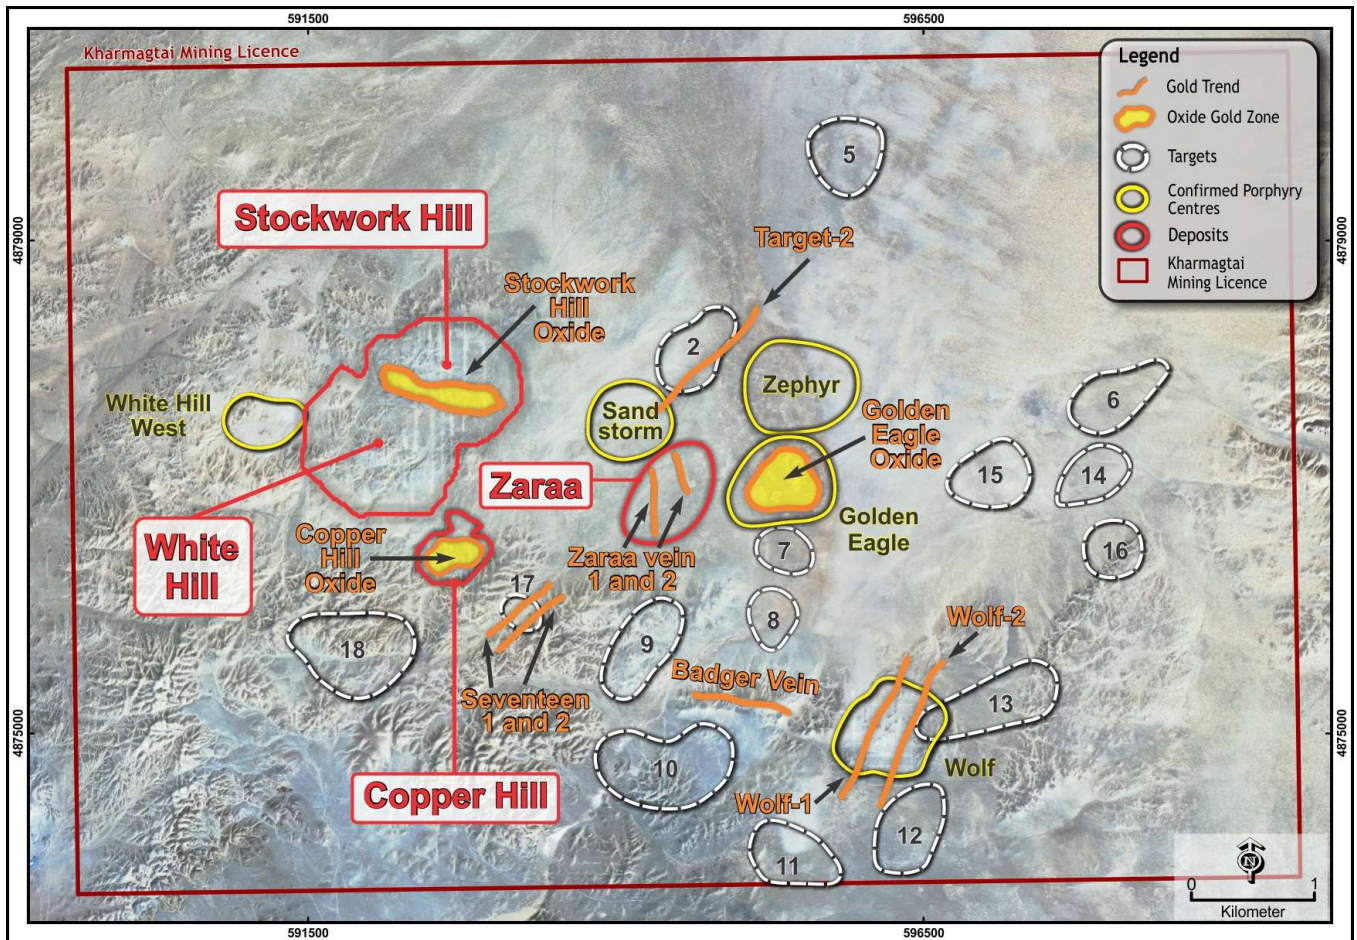 591500
596500
Kharmagtai Mining Licence
Legend
Gold Trend
Oxide Gold Zone
Targets
Confirmed Porphyry
Centres
Deposits
Kharmagtai
Mining Licence
4879000
4879000
5
Stockwork Hill
Target-2
Stockwork
Hill
Oxide
2
Zephyr
White Hill
West
Sand
storm
Golden
Eagle
Oxide
6
15
14
Zaraa
Golden
Eagle
White
Hill
Copper
Hill
Oxide
Zaraa vein
1 and 2
7
16
17
18
9
8
Wolf-2
Badger Vein
Seventeen
1 and 2
13
4875000
4875000
10
Wolf
Copper Hill
Wolf-1
12
11
N
0
1
Kilometer
591500
596500